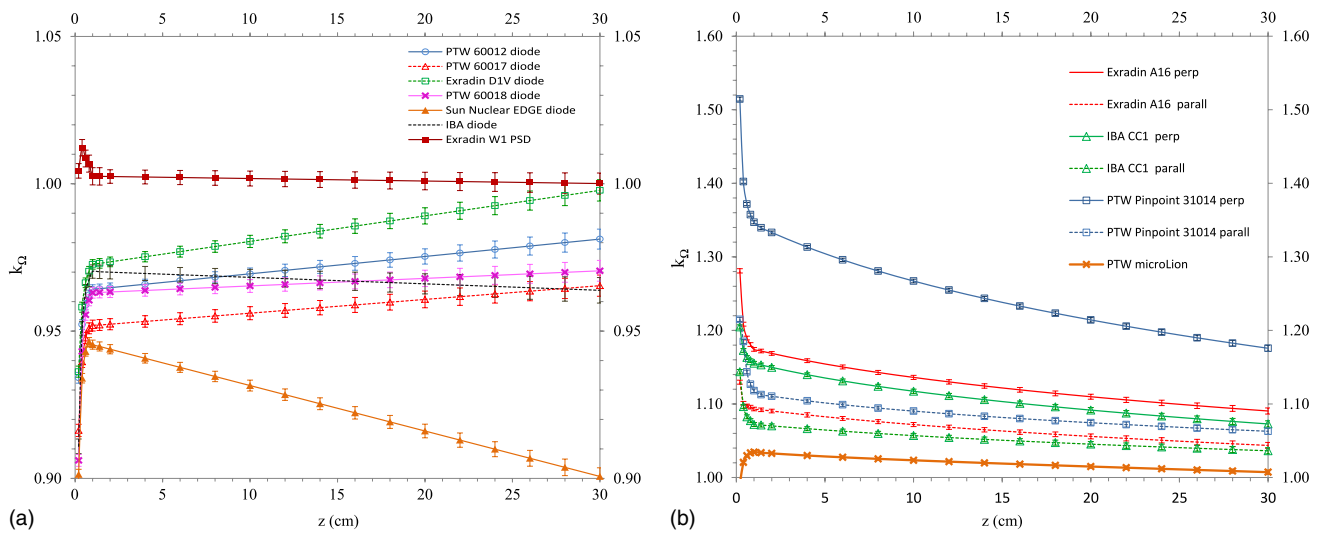 0 5 10 15 20 25 30
1.05 1.05
PTW 60012 diode
PTW 60017 diode
Exradin D1V diode
PTW 60018 diode
Sun Nuclear EDGE diode
IBA diode
Exradin W1 PSD
1.00 1.00
kΩ
0.95 0.95
0.90 0.90
0 5 10 15 20 25 30
(a) z (cm)
0 5 10 15 20 25 30
1.60 1.60
Exradin A16 perp
Exradin A16 parall
IBA CC1 perp
IBA CC1 parall
PTW Pinpoint 31014 perp
PTW Pinpoint 31014 parall
PTW microLion
1.50 1.50
1.40 1.40
1.30 1.30
kΩ
1.20 1.20
1.10 1.10
1.00 1.00
0 5 10 15 20 25 30
(b) z (cm)